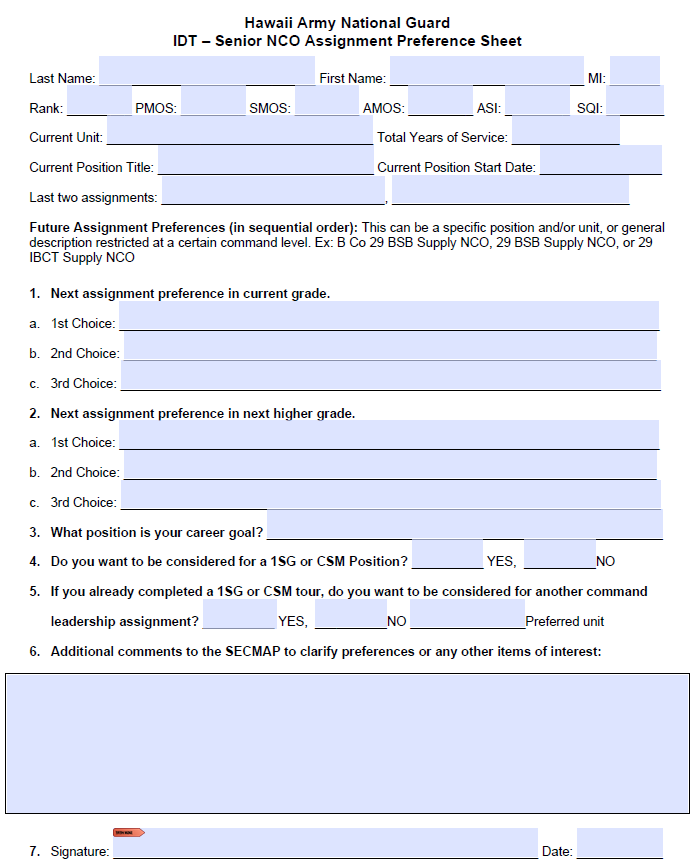 Hawaii Army National Guard
IDT – Senior NCO Assignment Preference Sheet
Last Name: First Name: MI:
Rank: PMOS: SMOS: AMOS: ASI: SQI:
Current Unit: Total Years of Service:
Current Position Title: Current Position Start Date:
Last two assignments: ,
Future Assignment Preferences (in sequential order): This can be a specific position and/or unit, or general
description restricted at a certain command level. Ex: B Co 29 BSB Supply NCO, 29 BSB Supply NCO, or 29
IBCT Supply NCO
1. Next assignment preference in current grade.
a. 1st Choice:
b. 2nd Choice:
c. 3rd Choice:
2. Next assignment preference in next higher grade.
a. 1st Choice:
b. 2nd Choice:
c. 3rd Choice:
3. What position is your career goal?
4. Do you want to be considered for a 1SG or CSM Position? YES, NO
5. If you already completed a 1SG or CSM tour, do you want to be considered for another command
leadership assignment? YES, NO Preferred unit
6. Additional comments to the SECMAP to clarify preferences or any other items of interest:
7. Signature: Date: